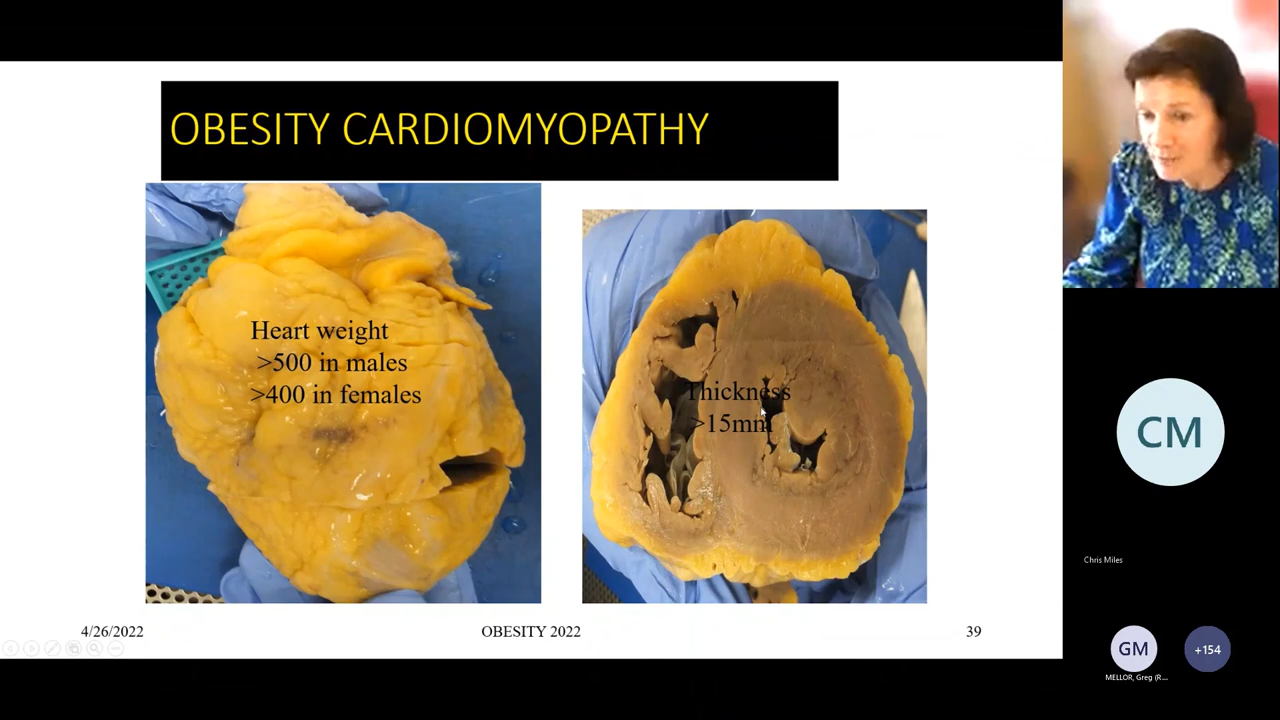 OBESITY CARDIOMYOPATHY
Heart weight
>500 in males
>400 in females
Thickness
>15mm
4/26/2022
OBESITY 2022
39
CM
Chris Miles
GM
+154
MELLOR, Greg (R...